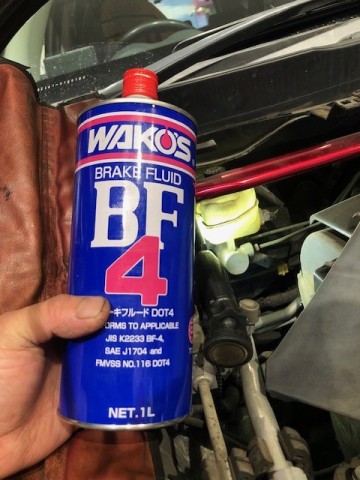 WAKO'S
BRAKE FLUID
BF
4
ーキフルード DOT4
ORMS TO APPLICABLE
JIS K2233 BF-4,
SAE J1704 and
FMVSS NO.116 DOT4
NET.1L